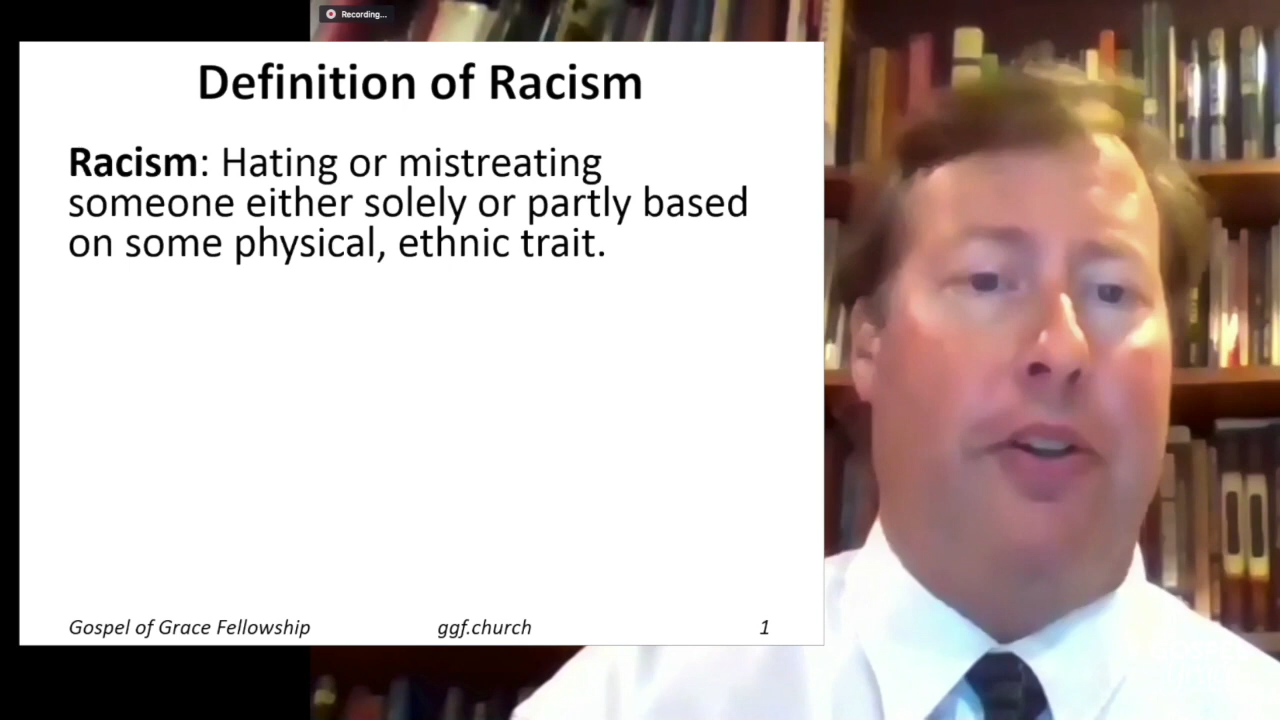 Recording...
Definition of Racism
Racism: Hating or mistreating
someone either solely or partly based
on some physical, ethnic trait.
Gospel of Grace Fellowship ggf.church 1